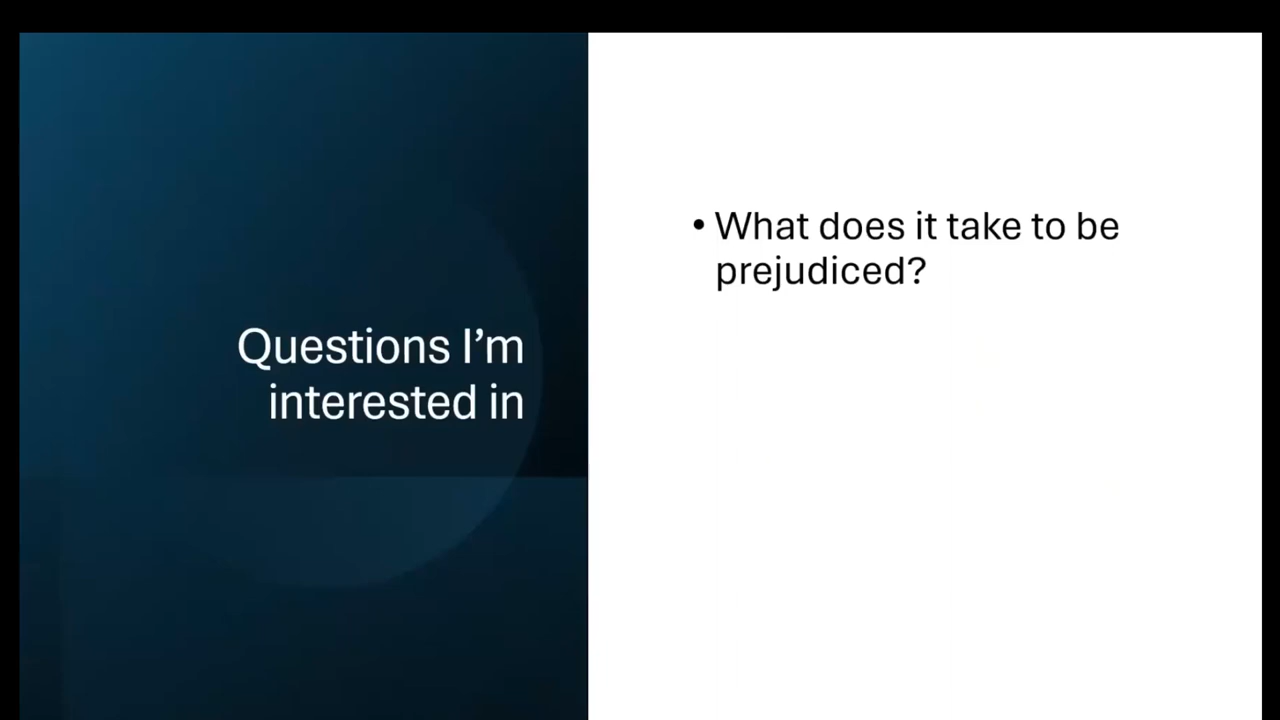 Questions I’m
interested in
• What does it take to be
prejudiced?